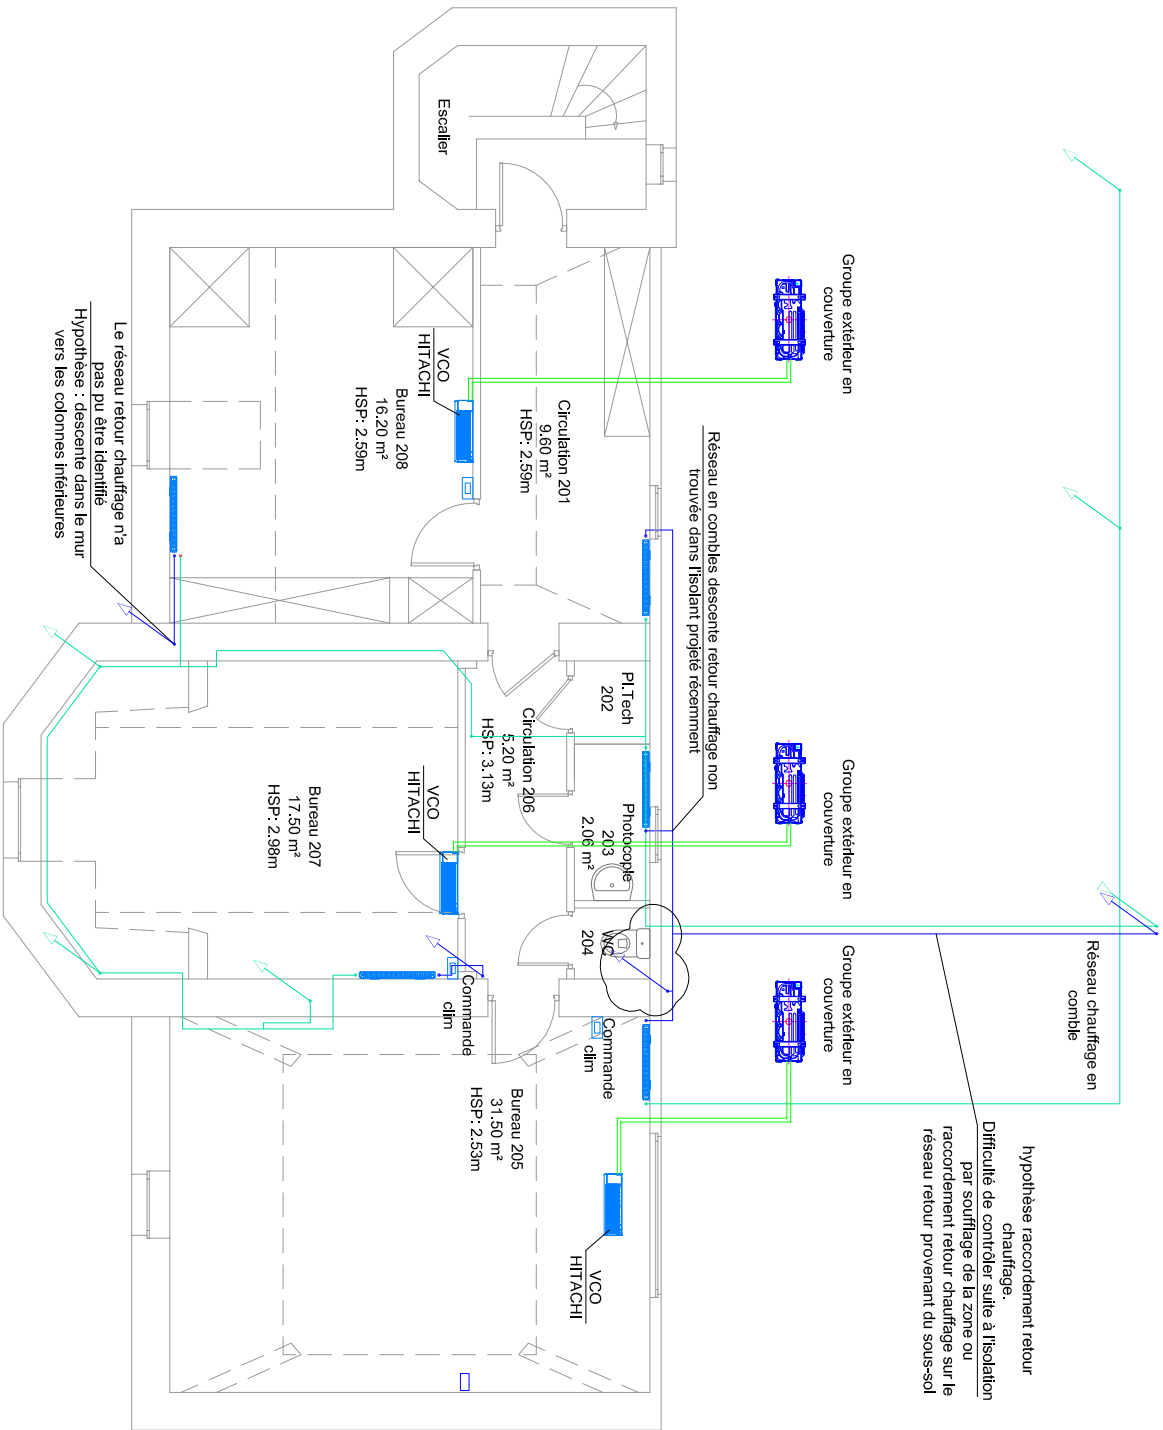 Escalier
Groupe extérieur en
couverture
VCO
HITACHI
Bureau 208
16.20 m²
HSP: 2.59m
Circulation 201
9.60 m²
HSP: 2.59m
Le réseau retour chauffage n'a
pas pu être identifié
Hypothèse : descente dans le mur
vers les colonnes inférieures
Réseau en combles descente retour chauffage non
trouvée dans l'isolant projeté récemment
Pl.Tech
202
Circulation 206
5.20 m²
HSP: 3.13m
Photocopie
203
2.06 m²
Groupe extérieur en
couverture
VCO
HITACHI
Bureau 207
17.50 m²
HSP: 2.98m
WC
204
Commande
clim
Commande
clim
Groupe extérieur en
couverture
Réseau chauffage en
comble
Bureau 205
31.50 m²
HSP: 2.53m
VCO
HITACHI
hypothèse raccordement retour
chauffage.
Difficulté de contrôler suite à l'isolation
par soufflage de la zone ou
raccordement retour chauffage sur le
réseau retour provenant du sous-sol